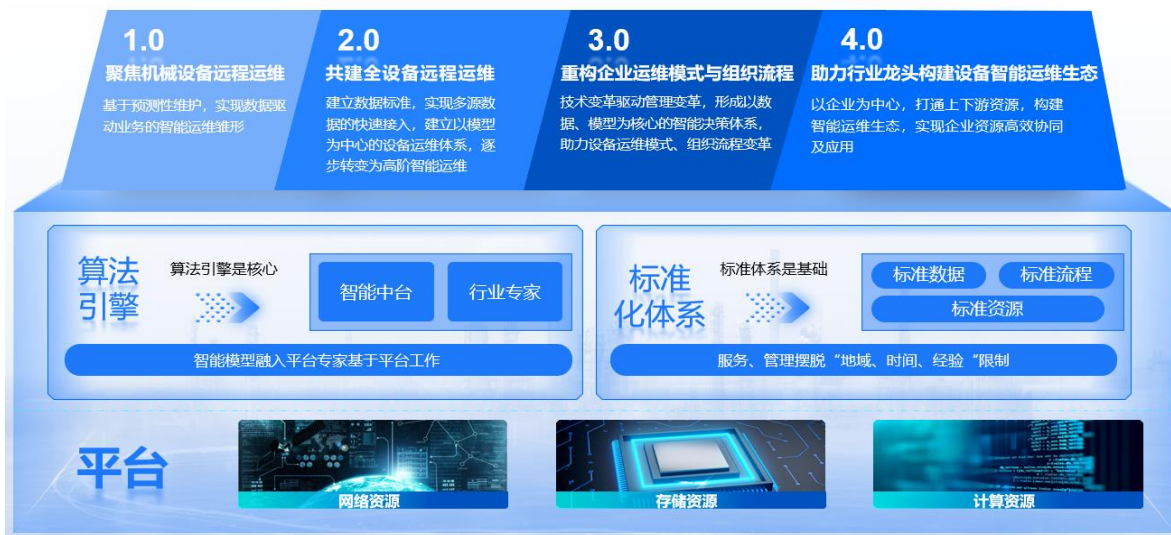 1.0
聚焦机械设备远程运维
基于预测性维护，实现数据驱
动业务的智能运维雏形
2.0
共建全设备远程运维
建立数据标准，实现多源数
据的快速接入，建立以模型
为中心的设备运维体系，逐
步转变为高阶智能运维
3.0
重构企业运维模式与组织流程
技术变革驱动管理变革，形成以数
据、模型为核心的智能决策体系，
助力设备运维模式、组织流程变革
4.0
助力行业龙头构建设备智能运维生态
以企业为中心，打通上下游资源，构建
智能运维生态，实现企业资源高效协同
及应用
算法
引擎
算法引擎是核心
智能中台
行业专家
智能模型融入平台专家基于平台工作
标准
化体系
标准体系是基础
标准数据
标准流程
标准资源
服务、管理摆脱“地域、时间、经验“限制
平台
网络资源
存储资源
计算资源